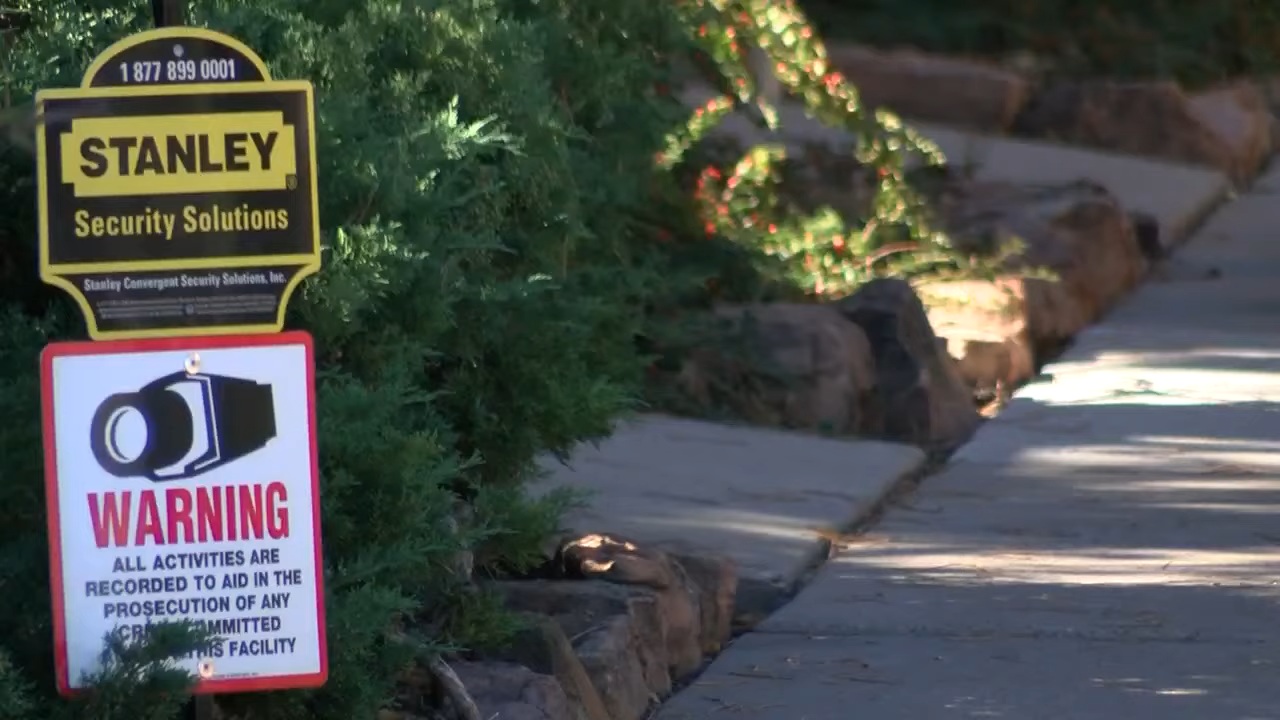 1 877 899 0001
STANLEY
Security Solutions
Stanley Convergent Security Solutions, Inc.
WARNING
ALL ACTIVITIES ARE
RECORDED TO AID IN THE
PROSECUTION OF ANY
FACILITY